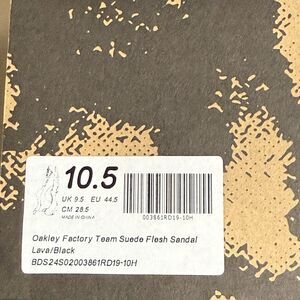 10.5
UK 9.5 EU 44.5
CM 28.5
MADE IN CHINA
003861RD19-10H
Oakley Factory Team Suede Flesh Sandal
Lava/Black
BDS24S02003861RD19-10H